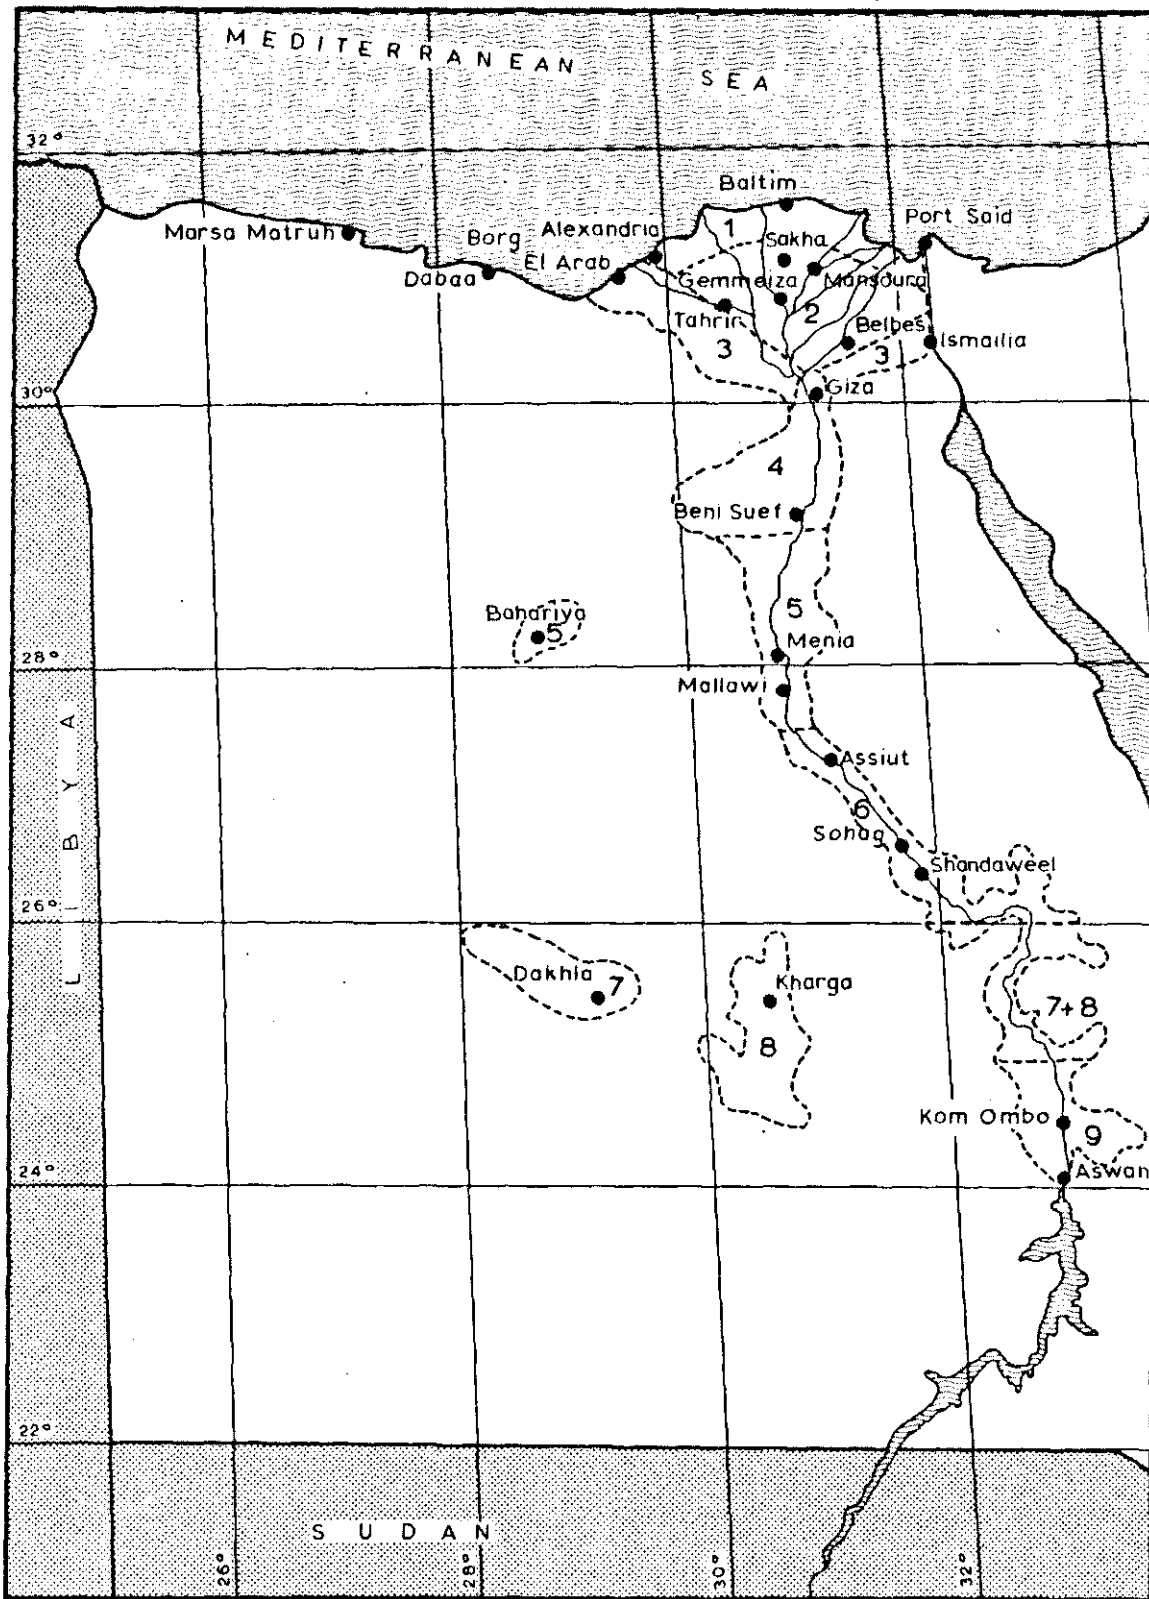 MEDITERRANEAN
SEA
32°
Baltim
Port Said
1
Marsa Matruh
Borg
El Arab
Alexandria
Sakha
Dabaa
Gemmeiza
Mansoura
2
Tahrir
3
Belbes
3
Ismailia
30°
Giza
4
Beni Suef
Bahariya
5
5
Menia
28°
Mallawi
LIBYA
Assiut
6
Sohag
Shandaweel
26°
Dakhla
7
Kharga
8
7+8
Kom Ombo
9
24°
Aswan
22°
SUDAN
26°
28°
30°
32°